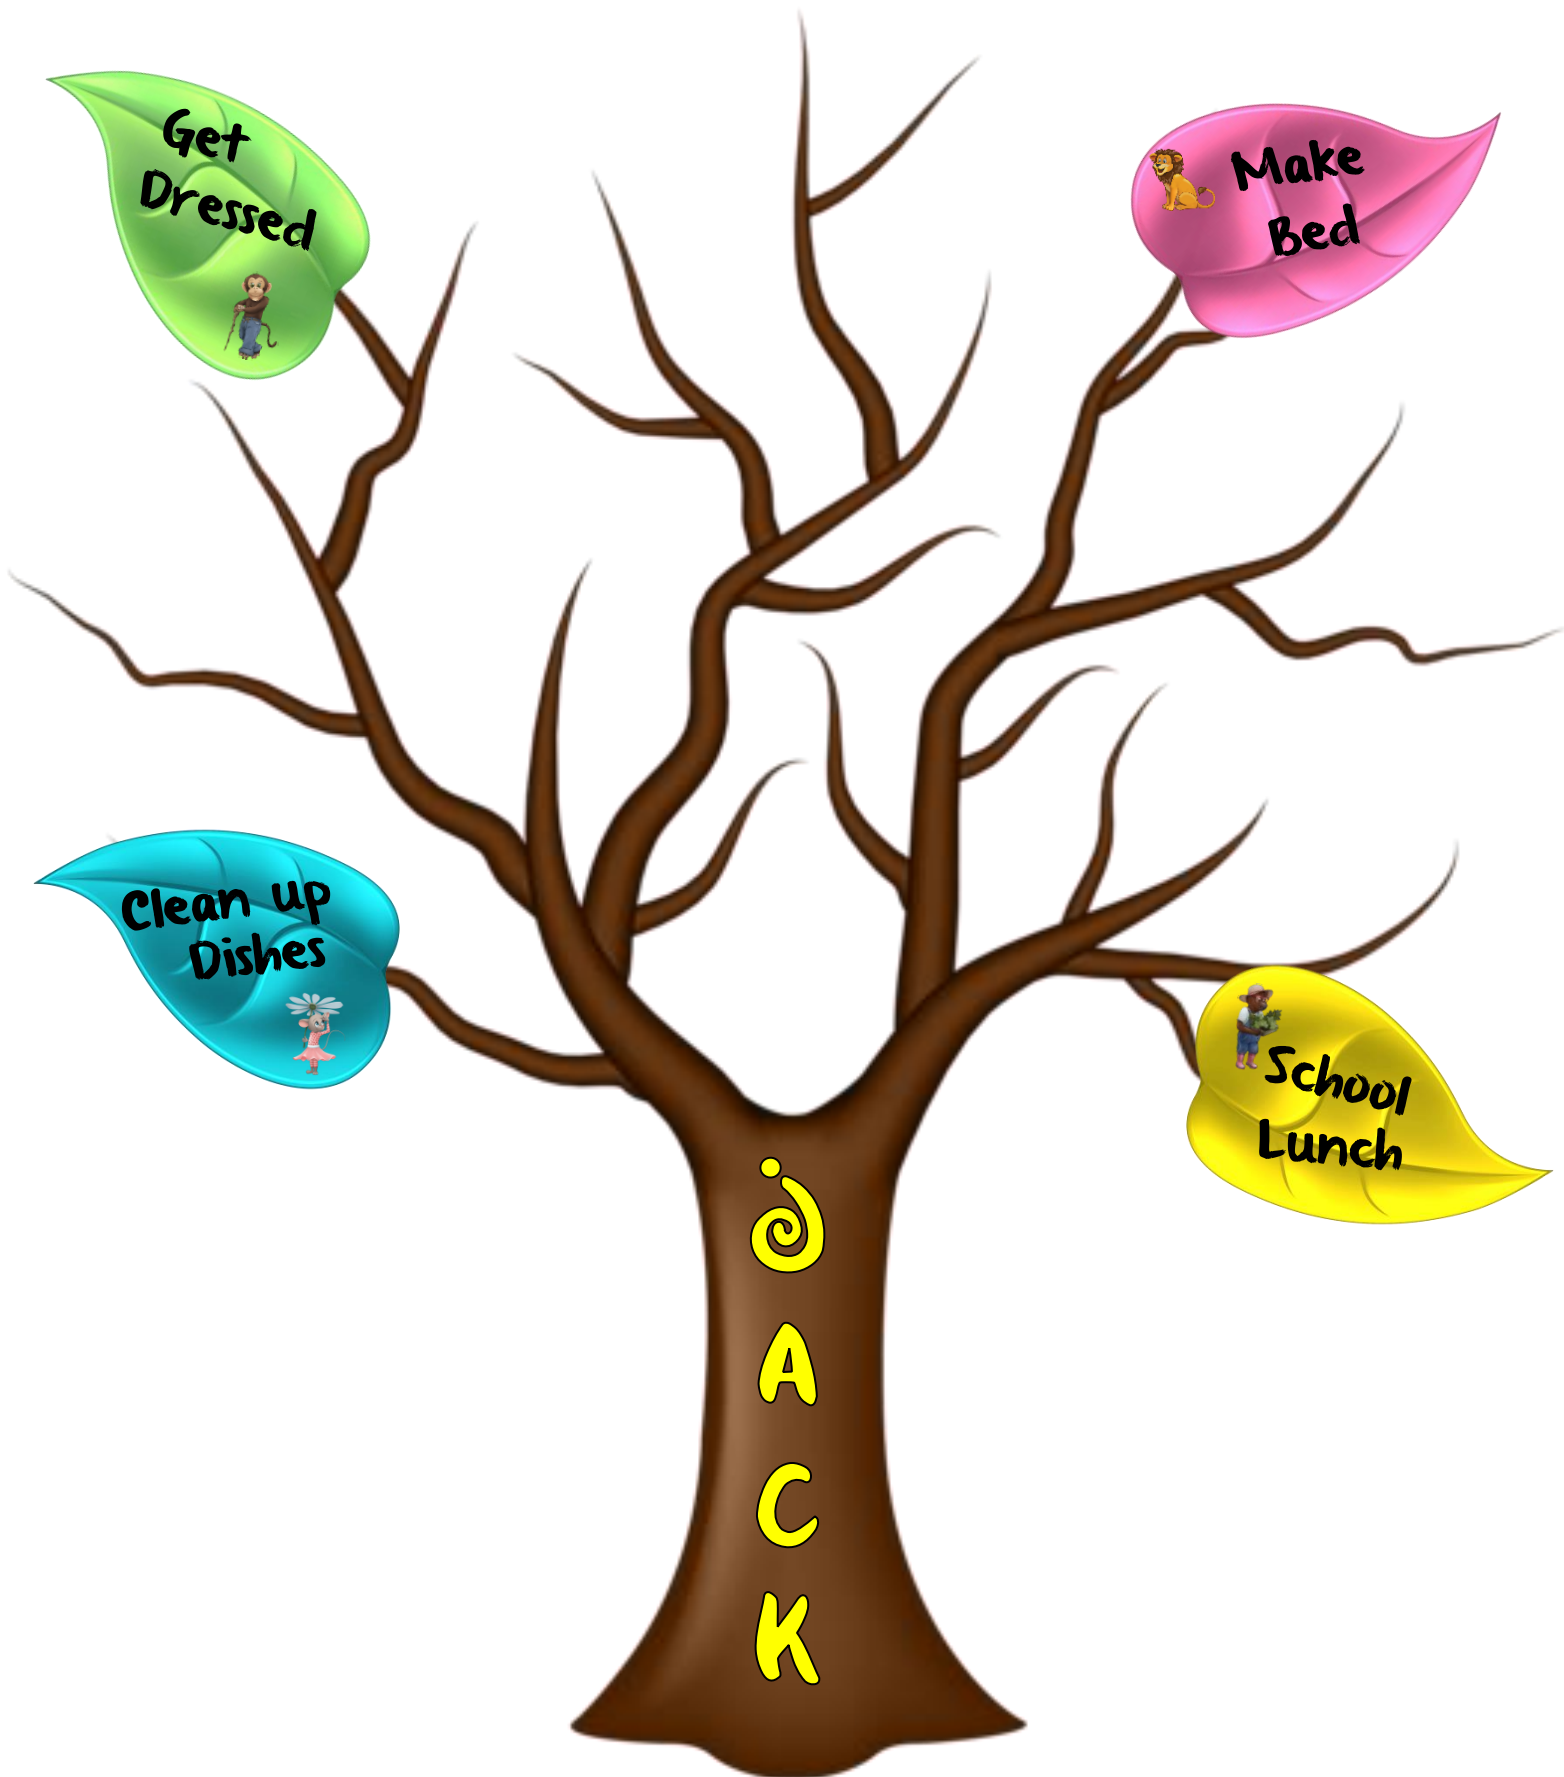 Get
Dressed
Make
Bed
Clean up
Dishes
School
Lunch
J
A
C
K